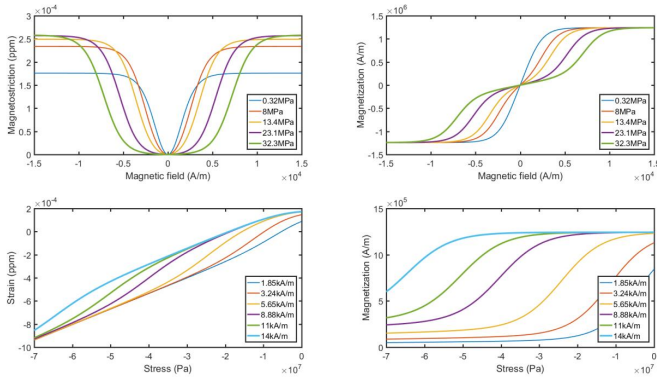 ×10⁻⁴
3
2.5
2
1.5
1
0.5
0
Magnetostriction (ppm)
0.32MPa
8MPa
13.4MPa
23.1MPa
32.3MPa
-1.5 -1 -0.5 0 0.5 1 1.5
Magnetic field (A/m) ×10⁴
×10⁶
1.5
1
0.5
0
-0.5
-1
-1.5
Magnetization (A/m)
0.32MPa
8MPa
13.4MPa
23.1MPa
32.3MPa
-1.5 -1 -0.5 0 0.5 1 1.5
Magnetic field (A/m) ×10⁴
×10⁻⁴
2
0
-2
-4
-6
-8
-10
Strain (ppm)
1.85kA/m
3.24kA/m
5.65kA/m
8.88kA/m
11kA/m
14kA/m
-7 -6 -5 -4 -3 -2 -1 0
Stress (Pa) ×10⁷
×10⁵
15
10
5
0
Magnetization (A/m)
1.85kA/m
3.24kA/m
5.65kA/m
8.88kA/m
11kA/m
14kA/m
-7 -6 -5 -4 -3 -2 -1 0
Stress (Pa) ×10⁷